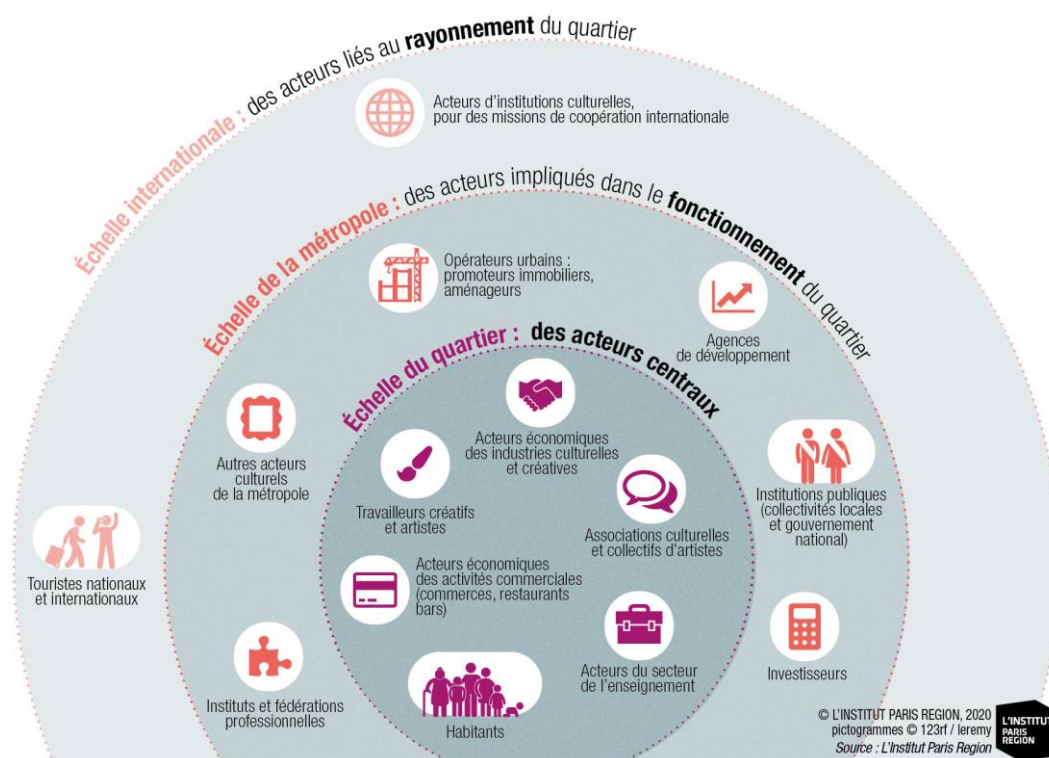 Échelle internationale : des acteurs liés au rayonnement du quartier
Acteurs d'institutions culturelles,
pour des missions de coopération internationale
Échelle de la métropole : des acteurs impliqués dans le fonctionnement du quartier
Opérateurs urbains :
promoteurs immobiliers,
aménageurs
Agences
de développement
Échelle du quartier : des acteurs centraux
Acteurs économiques
des industries culturelles
et créatives
Autres acteurs
culturels
de la métropole
Travailleurs créatifs
et artistes
Associations culturelles
et collectifs d'artistes
Institutions publiques
(collectivités locales
et gouvernement
national)
Touristes nationaux
et internationaux
Acteurs économiques
des activités commerciales
(commerces, restaurants
bars)
Acteurs du secteur
de l'enseignement
Investisseurs
Instituts et fédérations
professionnelles
Habitants
© L'INSTITUT PARIS REGION, 2020
pictogrammes © 123rf / leremy
Source : L'Institut Paris Region
L'INSTITUT
PARIS
REGION